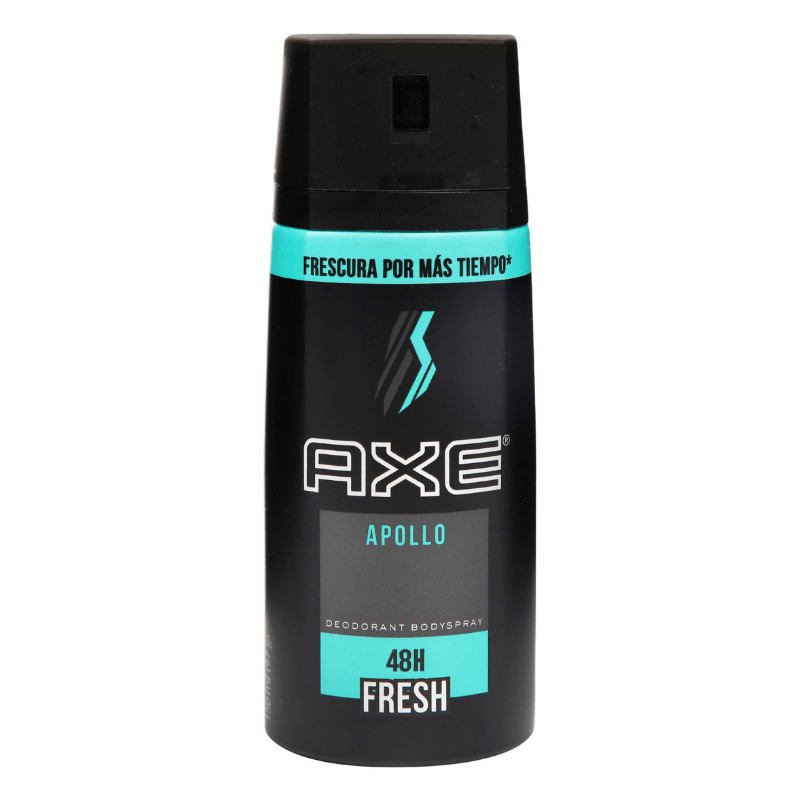 FRESCURA POR MÁS TIEMPO*
AXE®
APOLLO
DEODORANT BODYSPRAY
48H
FRESH